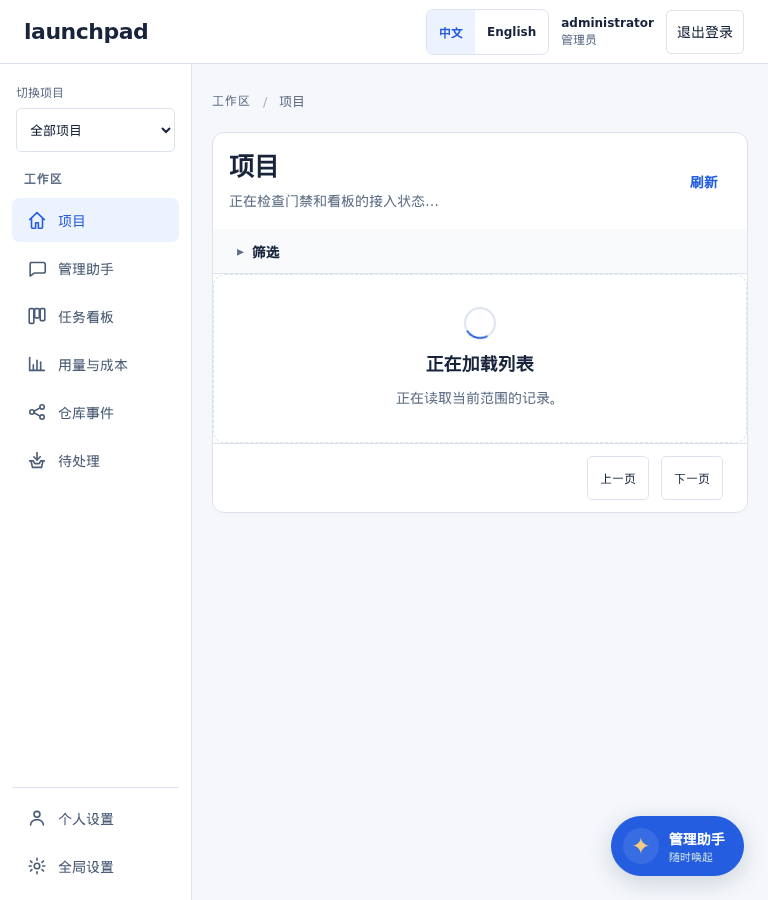 launchpad
中文
English
administrator
管理员
退出登录
切换项目
全部项目
工作区
项目
管理助手
任务看板
用量与成本
仓库事件
待处理
个人设置
全局设置
工作区 / 项目
项目
正在检查门禁和看板的接入状态…
刷新
筛选
正在加载列表
正在读取当前范围的记录。
上一页
下一页
管理助手
随时唤起